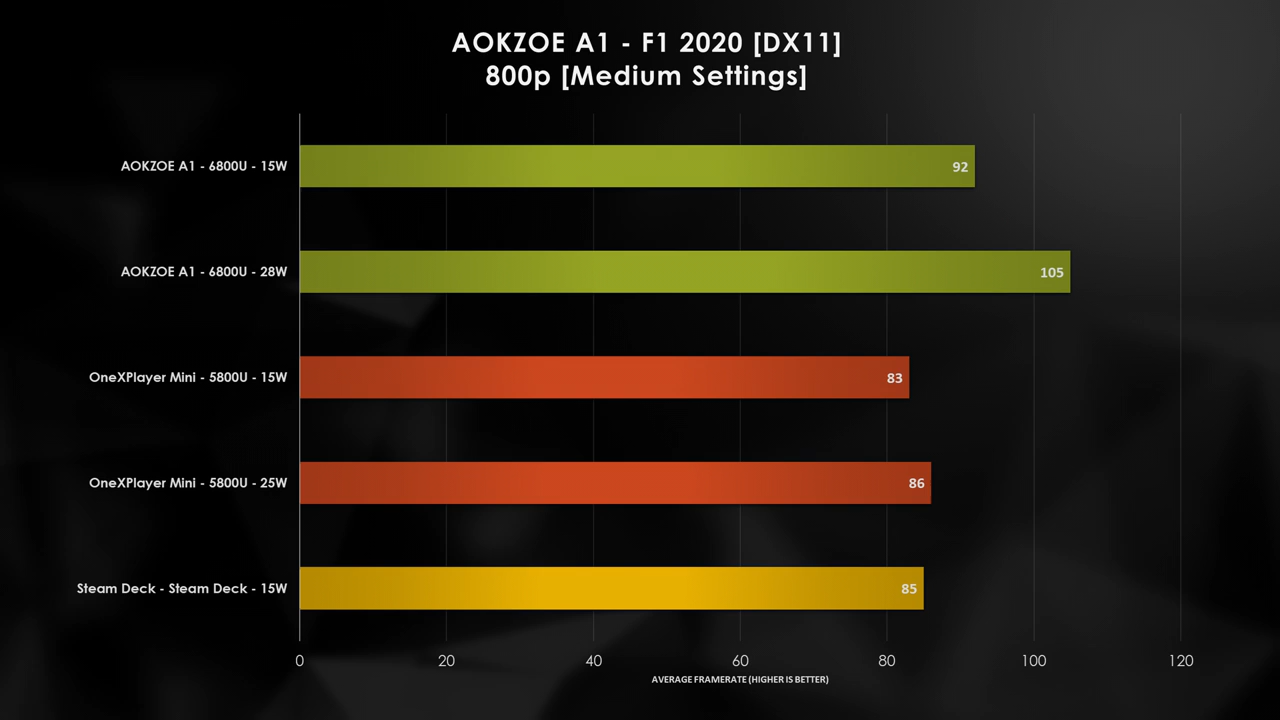 AOKZOE A1 - F1 2020 [DX11]
800p [Medium Settings]
AOKZOE A1 - 6800U - 15W
92
AOKZOE A1 - 6800U - 28W
105
OneXPlayer Mini - 5800U - 15W
83
OneXPlayer Mini - 5800U - 25W
86
Steam Deck - Steam Deck - 15W
85
0 20 40 60 80 100 120
AVERAGE FRAMERATE (HIGHER IS BETTER)